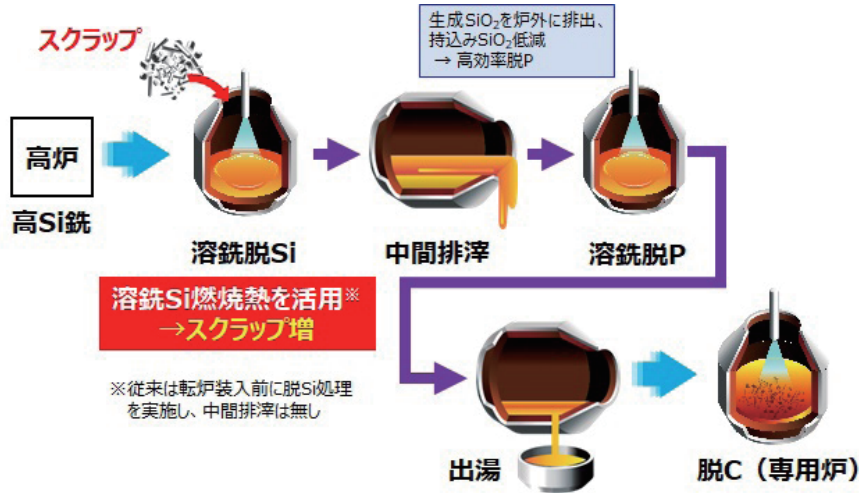 スクラップ
生成SiO₂を炉外に排出、
持込みSiO₂低減
→ 高効率脱P
高炉
高Si銑
溶銑脱Si
中間排滓
溶銑脱P
溶銑Si燃焼熱を活用※
→スクラップ増
※従来は転炉装入前に脱Si処理
を実施し、中間排滓は無し
出湯
脱C（専用炉）